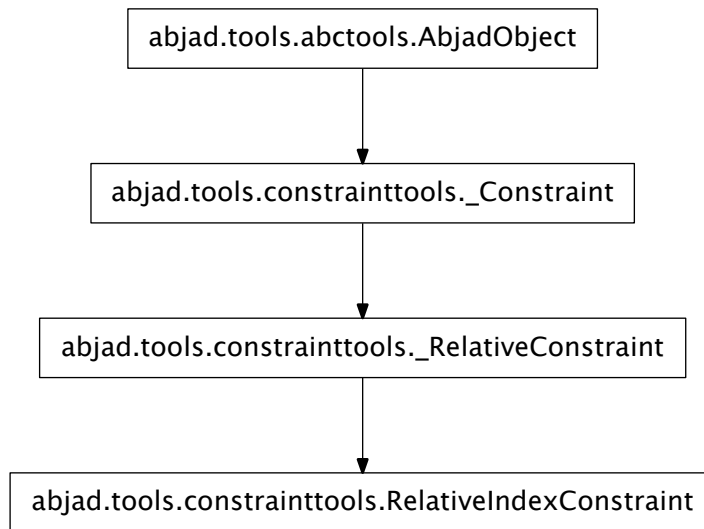 abjad.tools.abctools.AbjadObject
abjad.tools.constrainttools._Constraint
abjad.tools.constrainttools._RelativeConstraint
abjad.tools.constrainttools.RelativeIndexConstraint